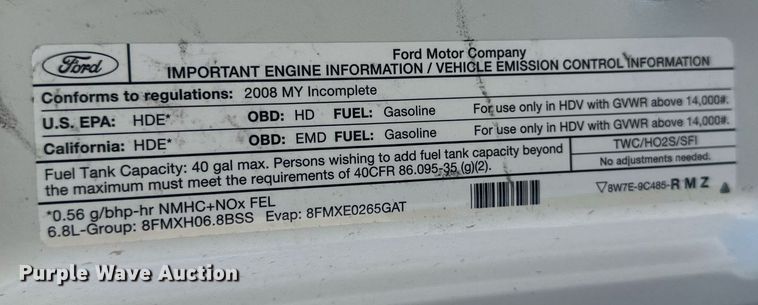 Ford
Ford Motor Company
IMPORTANT ENGINE INFORMATION / VEHICLE EMISSION CONTROL INFORMATION
Conforms to regulations: 2008 MY Incomplete
U.S. EPA: HDE* OBD: HD FUEL: Gasoline For use only in HDV with GVWR above 14,000#.
California: HDE* OBD: EMD FUEL: Gasoline For use only in HDV with GVWR above 14,000#.
Fuel Tank Capacity: 40 gal max. Persons wishing to add fuel tank capacity beyond
the maximum must meet the requirements of 40CFR 86.095-35 (g)(2).
TWC/HO2S/SFI
No adjustments needed.
*0.56 g/bhp-hr NMHC+NOx FEL
6.8L-Group: 8FMXH06.8BSS Evap: 8FMXE0265GAT
▽8W7E-9C485-RMZ
Purple Wave Auction